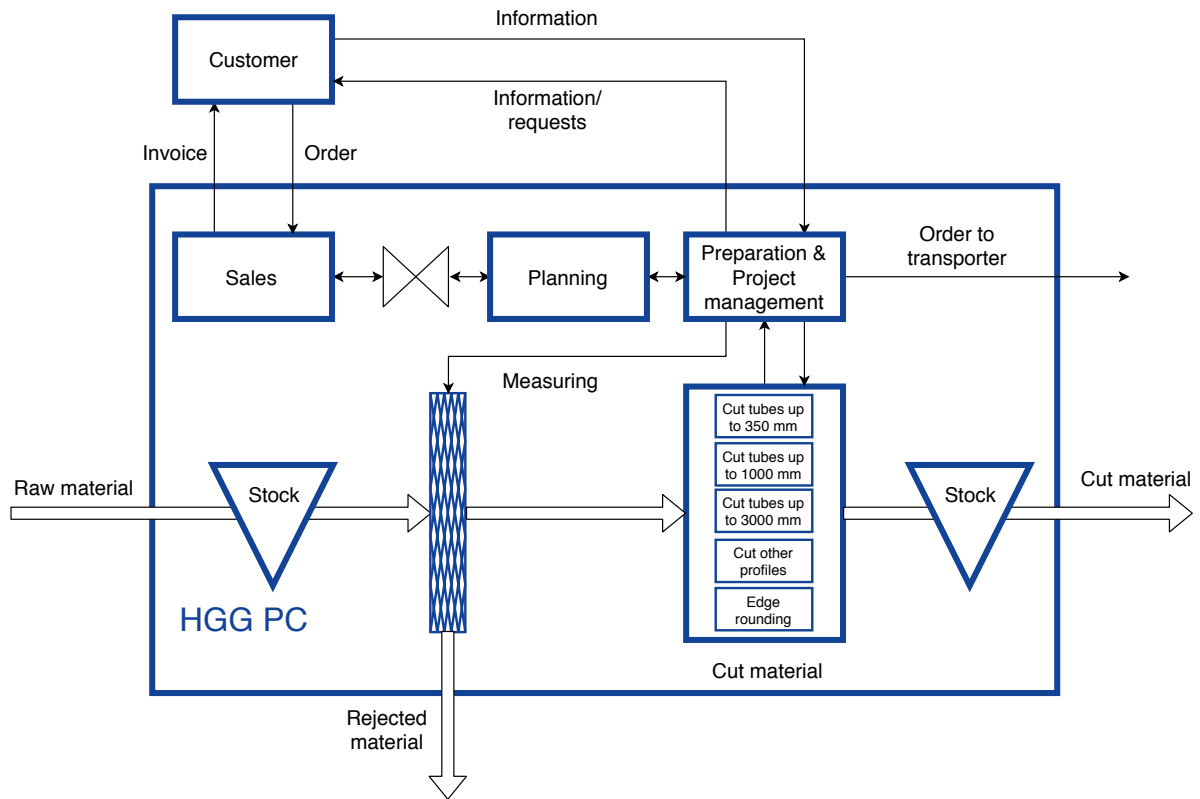 Information
Customer
Information/
requests
Invoice
Order
Sales
Planning
Preparation &
Project
management
Order to
transporter
Measuring
Cut tubes up
to 350 mm
Cut tubes up
to 1000 mm
Cut tubes up
to 3000 mm
Cut other
profiles
Edge
rounding
Raw material
Stock
Stock
Cut material
HGG PC
Cut material
Rejected
material